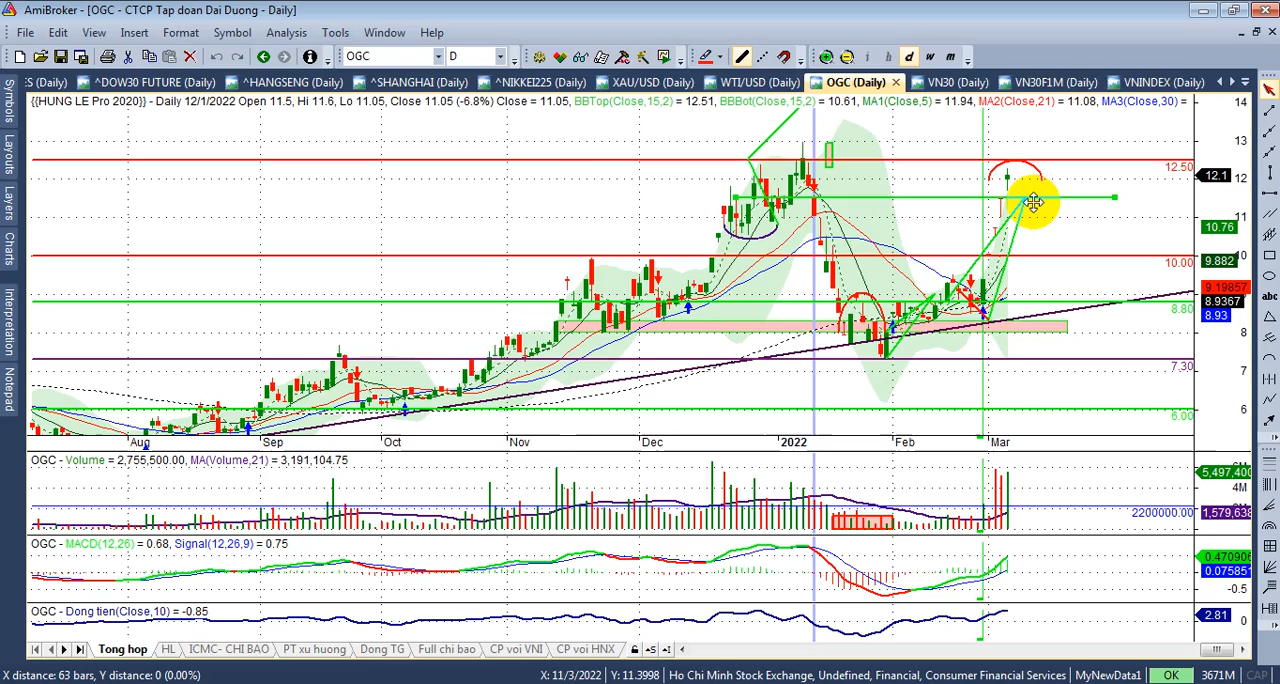 AmiBroker - [OGC - CTCP Tap doan Dai Duong - Daily]
File Edit View Insert Format Symbol Analysis Tools Window Help
OGC D i h d w m
S (Daily) ^DOW30 FUTURE (Daily) ^HANGSENG (Daily) ^SHANGHAI (Daily) ^NIKKEI225 (Daily) XAU/USD (Daily) WTI/USD (Daily) OGC (Daily) VN30 (Daily) VN30F1M (Daily) VNINDEX (Daily)
{{HUNG LE Pro 2020}} - Daily 12/1/2022 Open 11.5, Hi 11.6, Lo 11.05, Close 11.05 (-6.8%) Close = 11.05, BBTop(Close,15,2) = 12.51, BBBot(Close,15,2) = 10.61, MA1(Close,5) = 11.94, MA2(Close,21) = 11.08, MA3(Close,30) =
Symbols
Layouts
Layers
Charts
Interpretation
Notepad
14
13
12.50
12.1
12
11
10.76
10
10.00
9.882
9.19857
8.9367
8.93
8.80
8
7.30
7
6
6.00
Aug Sep Oct Nov Dec 2022 Feb Mar
OGC - Volume = 2,755,500.00, MA(Volume,21) = 3,191,104.75
5,497,400
4M
2200000.00
1,579,638
OGC - MACD(12,26) = 0.68, Signal(12,26,9) = 0.75
0.470906
0.075851
-0.5
OGC - Dong tien(Close,10) = -0.85
2.81
0
Tong hop HL ICMC- CHI BAO PT xu huong Dong TG Full chi bao CP voi VNI CP voi HNX
X distance: 63 bars, Y distance: 0 (0.00%) X: 11/3/2022 Y: 11.3998 Ho Chi Minh Stock Exchange, Undefined, Financial, Consumer Financial Services MyNewData1 OK 3671M CAP